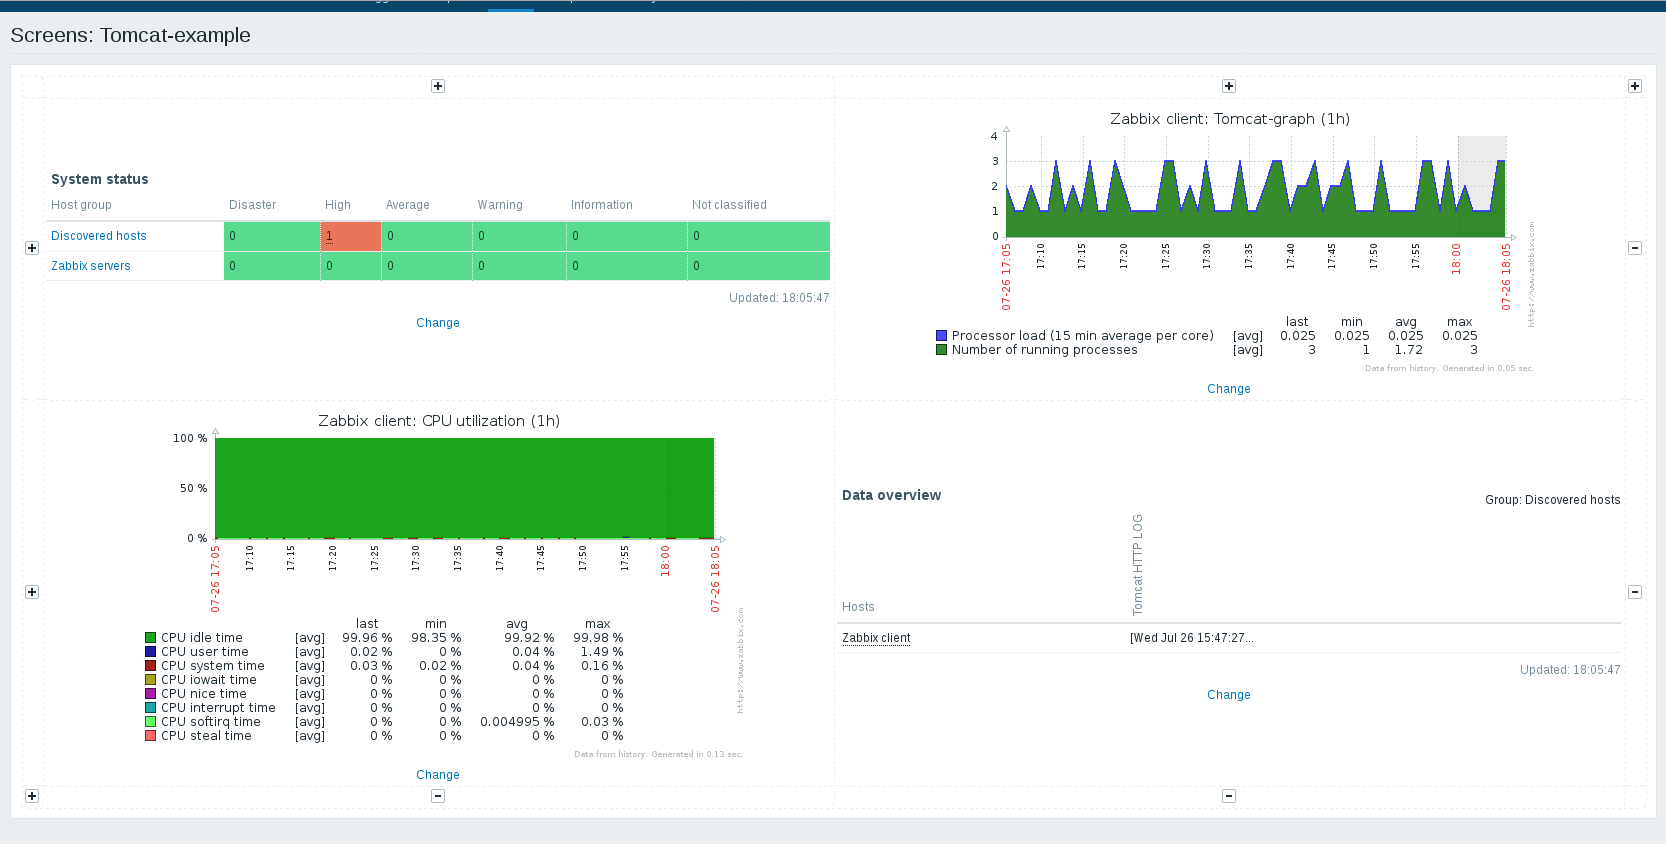 Screens: Tomcat-example
System status
Host group Disaster High Average Warning Information Not classified
Discovered hosts 0 1 0 0 0 0
Zabbix servers 0 0 0 0 0 0
Updated: 18:05:47
Change
Zabbix client: Tomcat-graph (1h)
4
3
2
1
0
07-26 17:05 17:10 17:15 17:20 17:25 17:30 17:35 17:40 17:45 17:50 17:55 18:00 07-26 18:05
http://www.zabbix.com
last min avg max
Processor load (15 min average per core) [avg] 0.025 0.025 0.025 0.025
Number of running processes [avg] 3 1 1.72 3
Data from history. Generated in 0.05 sec.
Change
Zabbix client: CPU utilization (1h)
100 %
50 %
0 %
07-26 17:05 17:10 17:15 17:20 17:25 17:30 17:35 17:40 17:45 17:50 17:55 18:00 07-26 18:05
http://www.zabbix.com
last min avg max
CPU idle time [avg] 99.96 % 98.35 % 99.92 % 99.98 %
CPU user time [avg] 0.02 % 0 % 0.04 % 1.49 %
CPU system time [avg] 0.03 % 0.02 % 0.04 % 0.16 %
CPU iowait time [avg] 0 % 0 % 0 % 0 %
CPU nice time [avg] 0 % 0 % 0 % 0 %
CPU interrupt time [avg] 0 % 0 % 0 % 0 %
CPU softirq time [avg] 0 % 0 % 0.004995 % 0.03 %
CPU steal time [avg] 0 % 0 % 0 % 0 %
Data from history. Generated in 0.13 sec.
Change
Data overview
Group: Discovered hosts
Hosts Tomcat HTTP LOG
Zabbix client [Wed Jul 26 15:47:27...
Updated: 18:05:47
Change